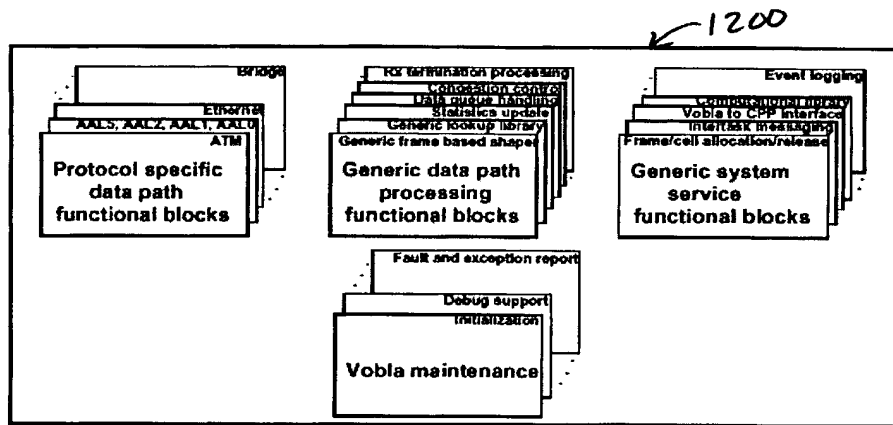 1200
Bridge
Ethernet
AAL5, AAL2, AAL1, AAL0
ATM
Protocol specific
data path
functional blocks
Rx termination processing
Congestion control
Data queue handling
Statistics update
Generic lookup library
Generic frame based shaper
Generic data path
processing
functional blocks
Event logging
Computational library
Vobla to CPP interface
Intertask messaging
Frame/cell allocation/release
Generic system
service
functional blocks
Fault and exception report
Debug support
Initialization
Vobla maintenance